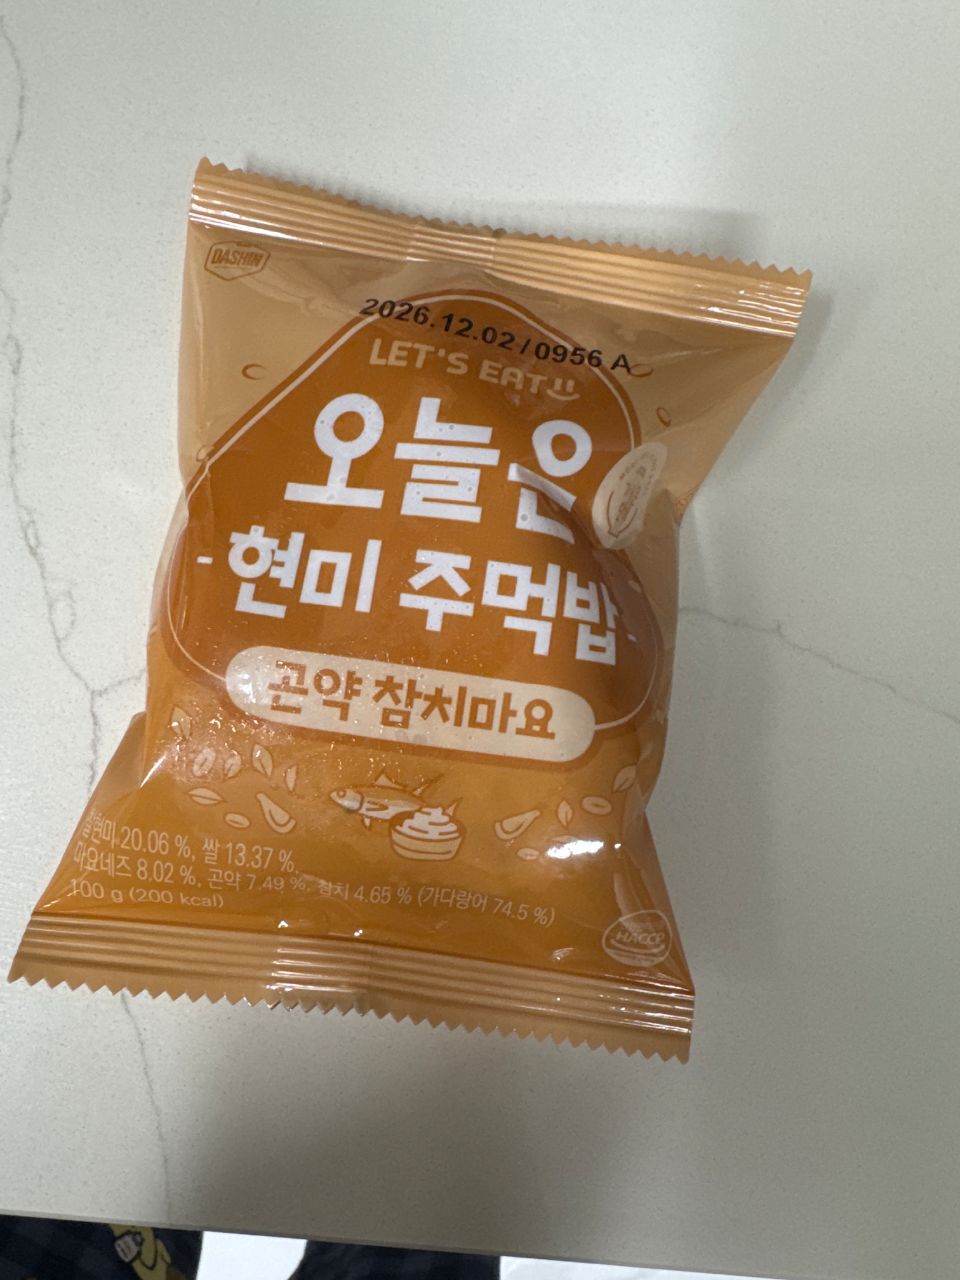 DASHIN
2026.12.02/0956 A
LET'S EAT
오늘은
현미 주먹밥
곤약 참치마요
찰현미 20.06 %, 쌀 13.37 %,
마요네즈 8.02 %, 곤약 7.49 %, 참치 4.65 % (가다랑어 74.5 %)
100 g (200 kcal)
HACCP